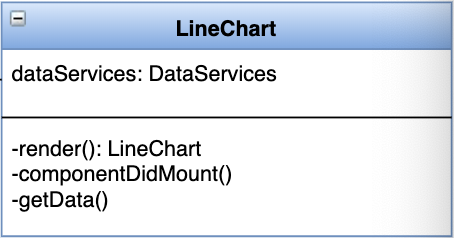 LineChart
dataServices: DataServices
-render(): LineChart
-componentDidMount()
-getData()